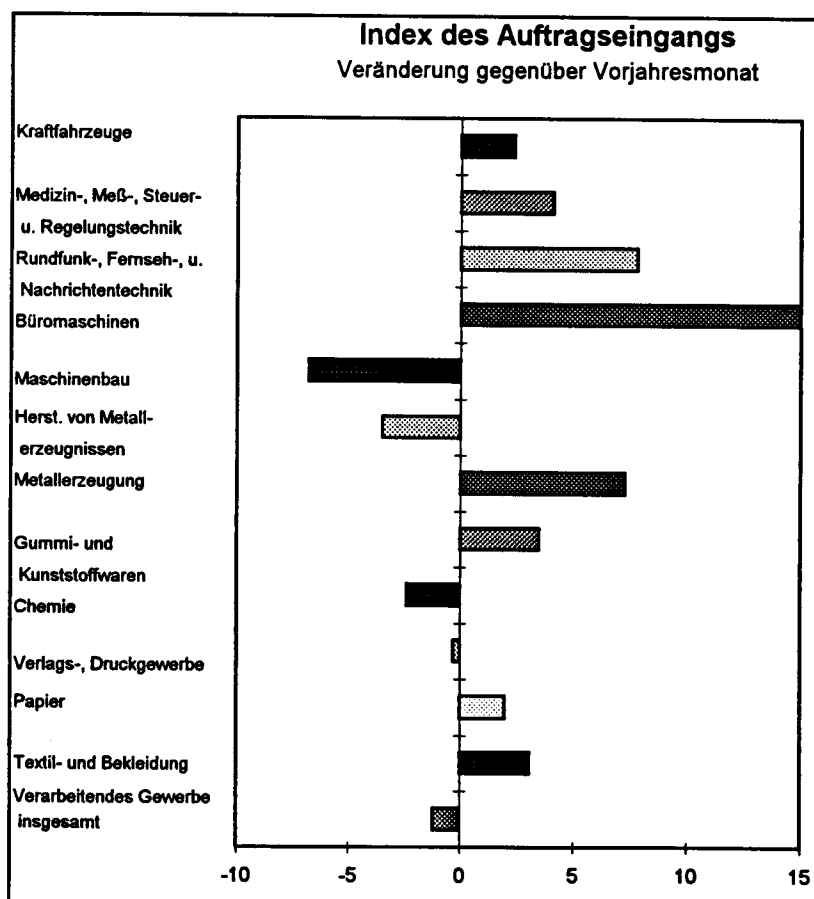 Index des Auftragseingangs
Veränderung gegenüber Vorjahresmonat
Kraftfahrzeuge
Medizin-, Meß-, Steuer-
u. Regelungstechnik
Rundfunk-, Fernseh-, u.
Nachrichtentechnik
Büromaschinen
Maschinenbau
Herst. von Metall-
erzeugnissen
Metallerzeugung
Gummi- und
Kunststoffwaren
Chemie
Verlags-, Druckgewerbe
Papier
Textil- und Bekleidung
Verarbeitendes Gewerbe
insgesamt
-10 -5 0 5 10 15